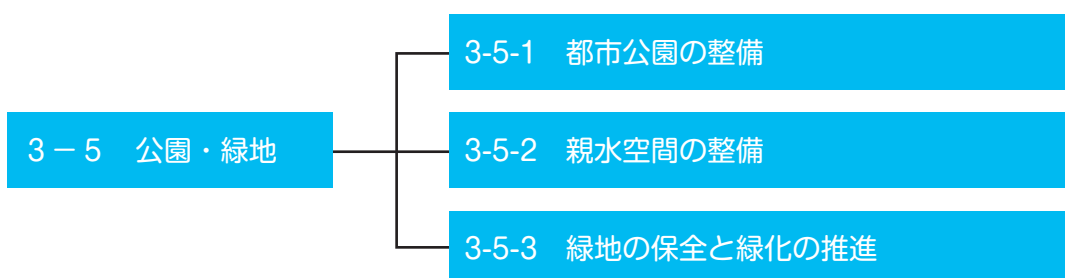 3－5　公園・緑地
3-5-1　都市公園の整備
3-5-2　親水空間の整備
3-5-3　緑地の保全と緑化の推進